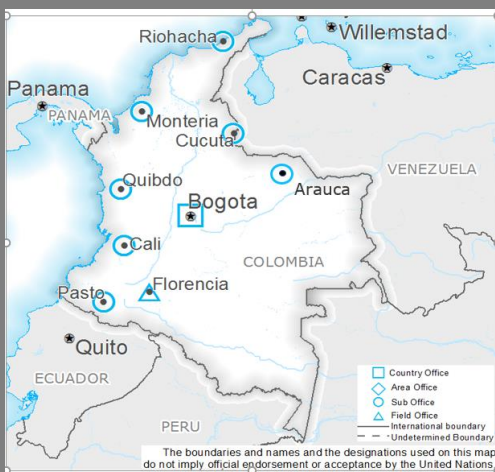 Riohacha
Willemstad
Caracas
Panama
PANAMA
Monteria
Cucuta
VENEZUELA
Quibdo
Arauca
Bogota
Cali
COLOMBIA
Pasto
Florencia
Quito
ECUADOR
PERU
Country Office
Area Office
Sub Office
Field Office
International boundary
Undetermined Boundary
The boundaries and names and the designations used on this map
do not imply official endorsement or acceptance by the United Nations